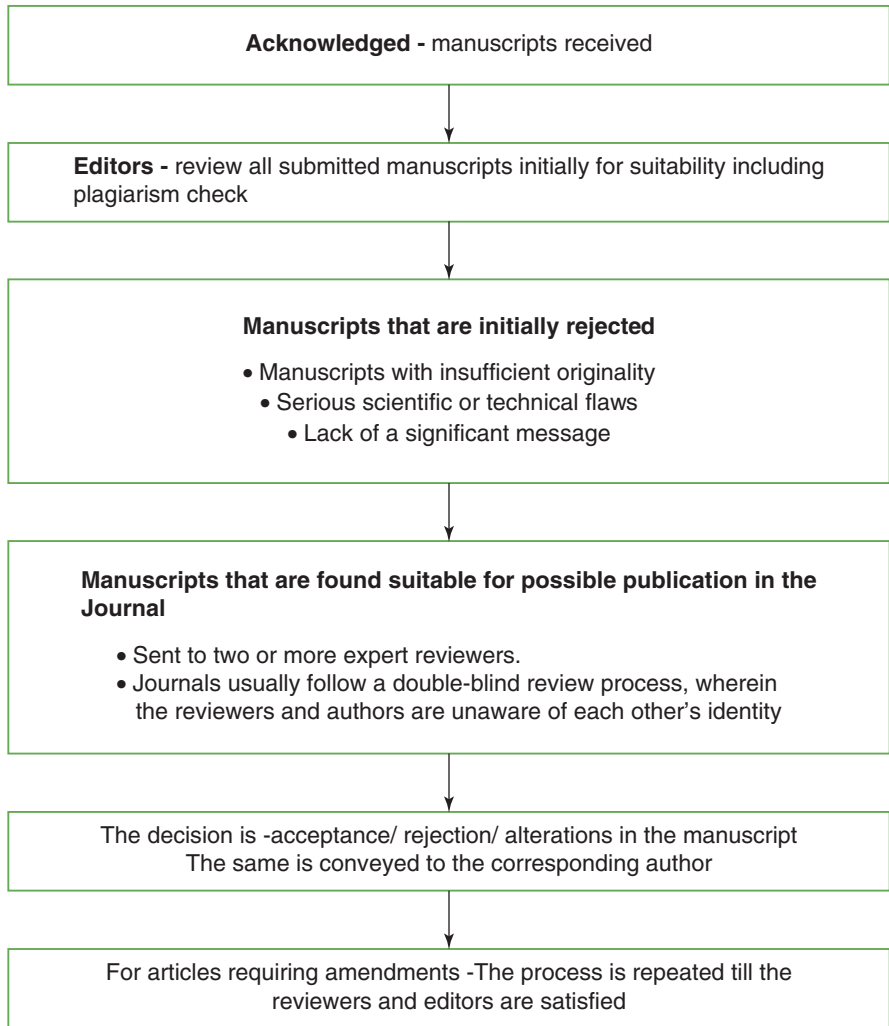 Acknowledged - manuscripts received
Editors - review all submitted manuscripts initially for suitability including
plagiarism check
Manuscripts that are initially rejected
• Manuscripts with insufficient originality
• Serious scientific or technical flaws
• Lack of a significant message
Manuscripts that are found suitable for possible publication in the
Journal
• Sent to two or more expert reviewers.
• Journals usually follow a double-blind review process, wherein
the reviewers and authors are unaware of each other’s identity
The decision is -acceptance/ rejection/ alterations in the manuscript
The same is conveyed to the corresponding author
For articles requiring amendments -The process is repeated till the
reviewers and editors are satisfied